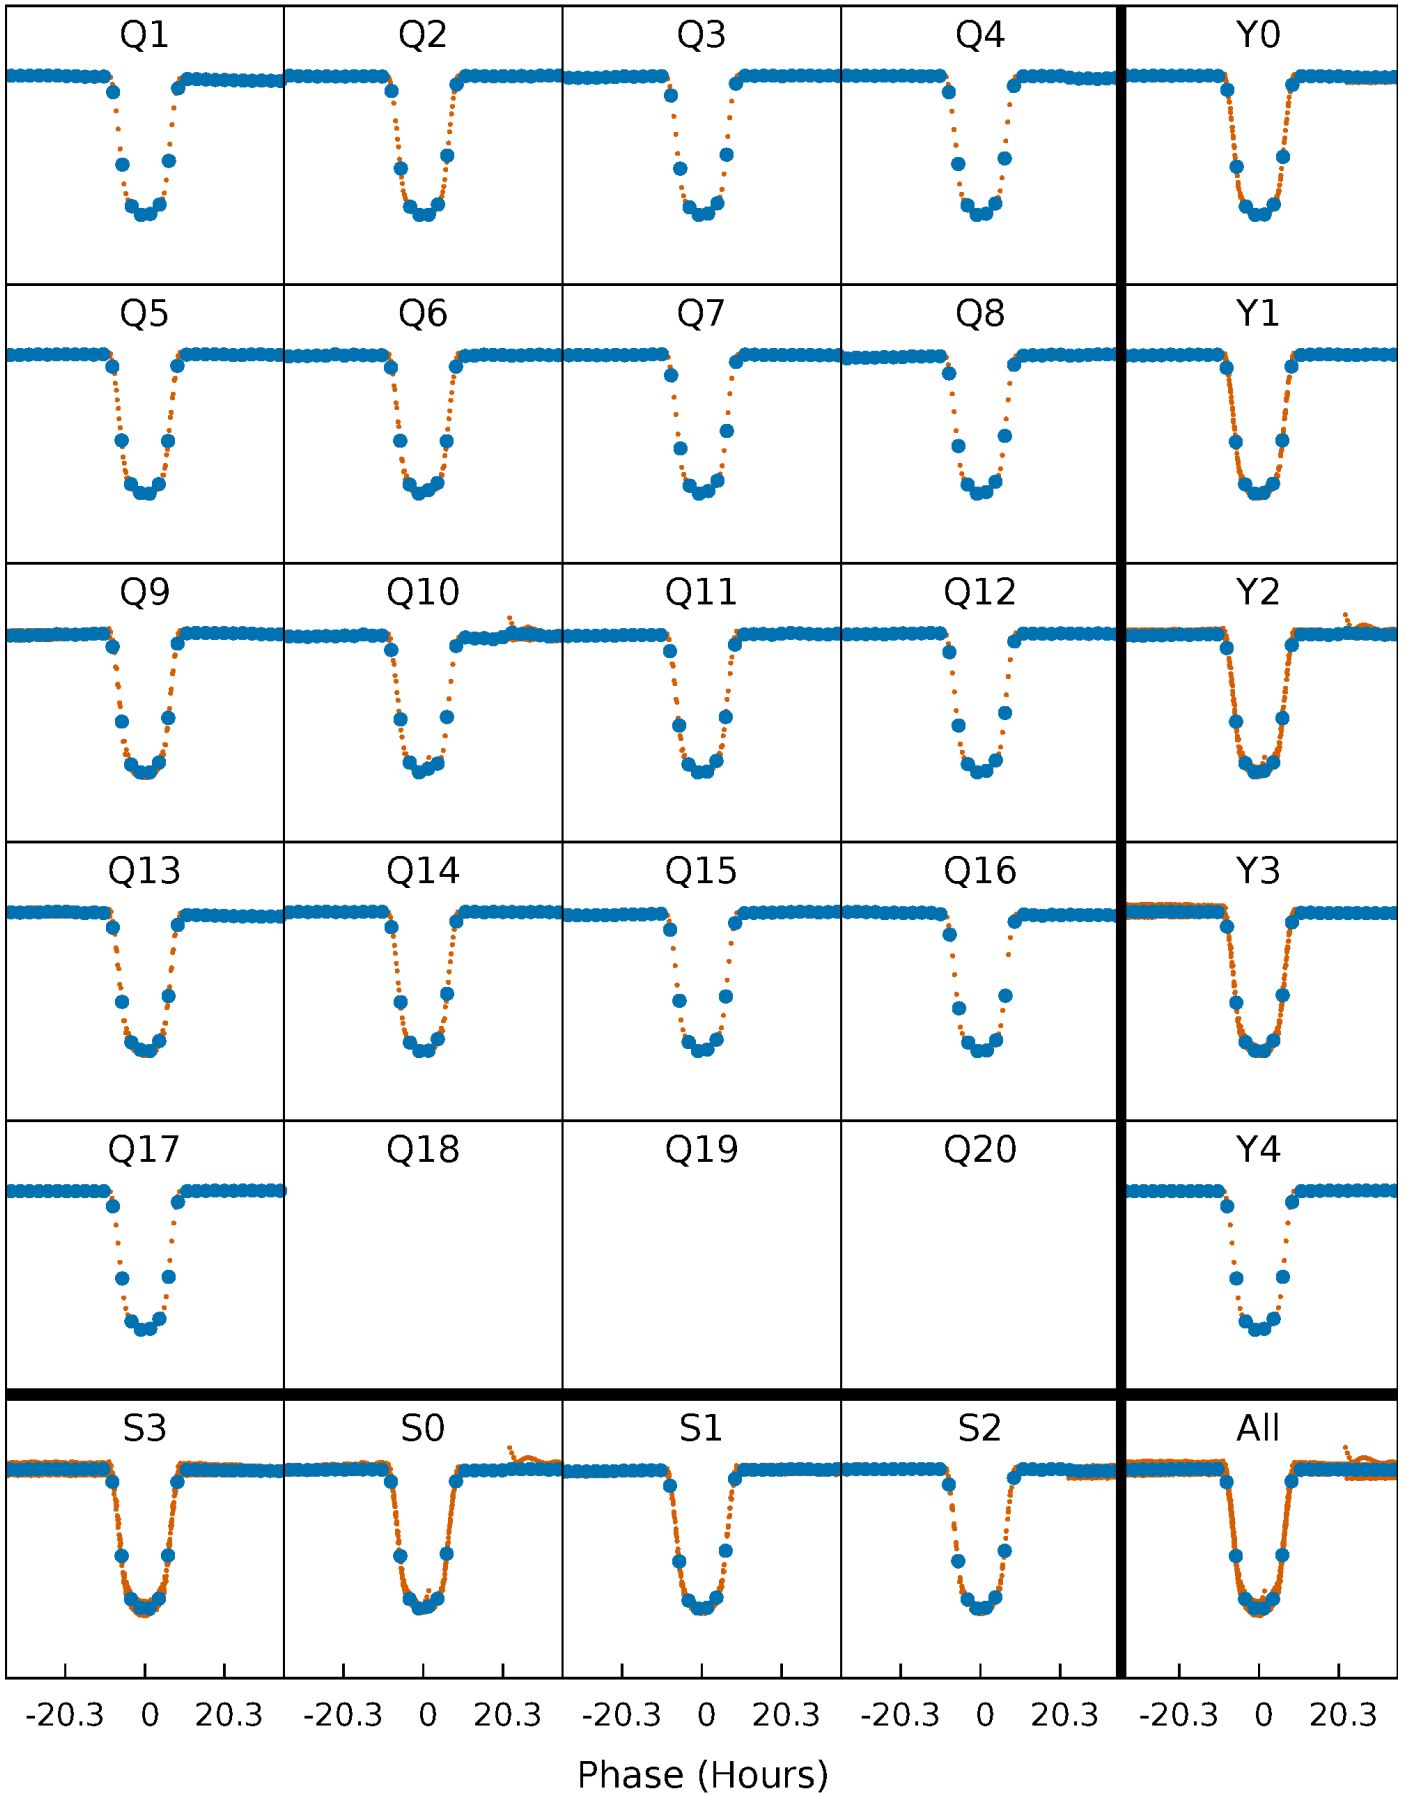 Q1 Q2 Q3 Q4 Y0
Q5 Q6 Q7 Q8 Y1
Q9 Q10 Q11 Q12 Y2
Q13 Q14 Q15 Q16 Y3
Q17 Q18 Q19 Q20 Y4
S3 S0 S1 S2 All
-20.3 0 20.3 -20.3 0 20.3 -20.3 0 20.3 -20.3 0 20.3 -20.3 0 20.3
Phase (Hours)